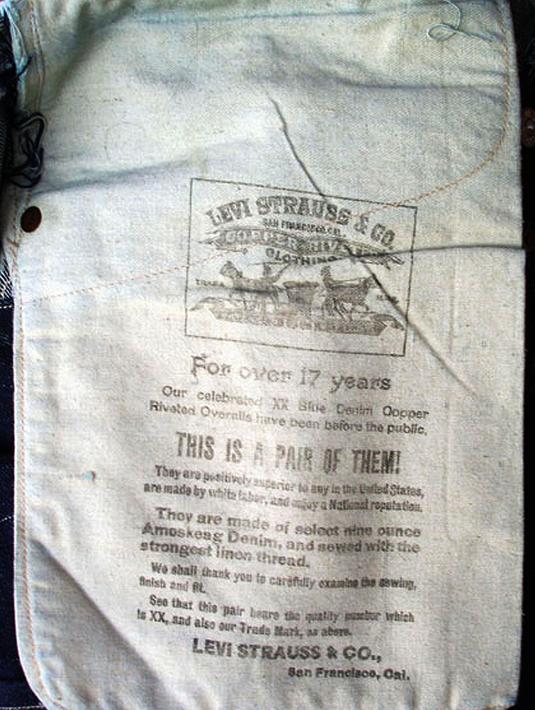 LEVI STRAUSS & CO.
SAN FRANCISCO, CAL.
COPPER RIVETED
CLOTHING
TRADE MARK
For over 17 years
Our celebrated XX Blue Denim Copper
Riveted Overalls have been before the public.
THIS IS A PAIR OF THEM!
They are positively superior to any in the United States,
are made by white labor, and enjoy a National reputation.
They are made of select nine ounce
Amoskeag Denim, and sewed with the
strongest linen thread.
We shall thank you to carefully examine the sewing,
finish and fit.
See that this pair bears the quality number which
is XX, and also our Trade Mark, as above.
LEVI STRAUSS & CO.,
San Francisco, Cal.